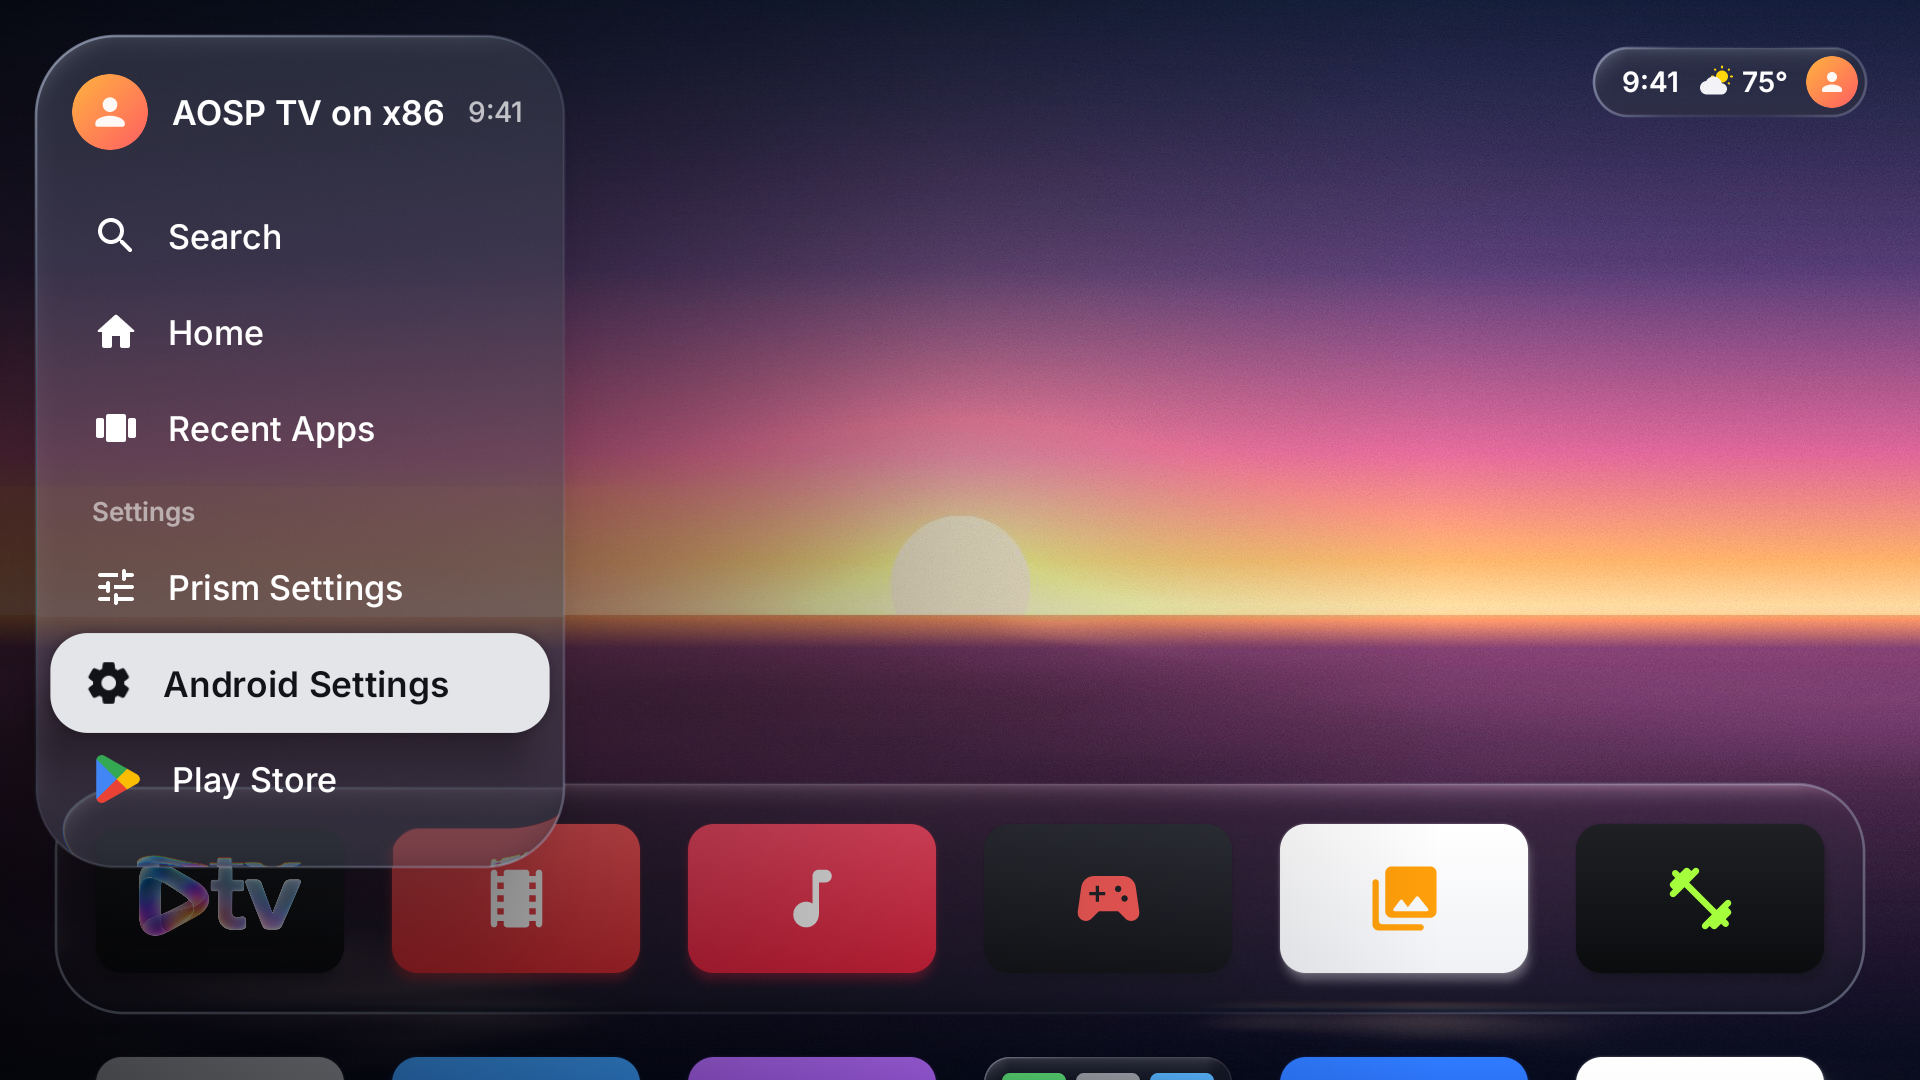 AOSP TV on x86 9:41
Search
Home
Recent Apps
Settings
Prism Settings
Android Settings
Play Store
9:41 75°
tv